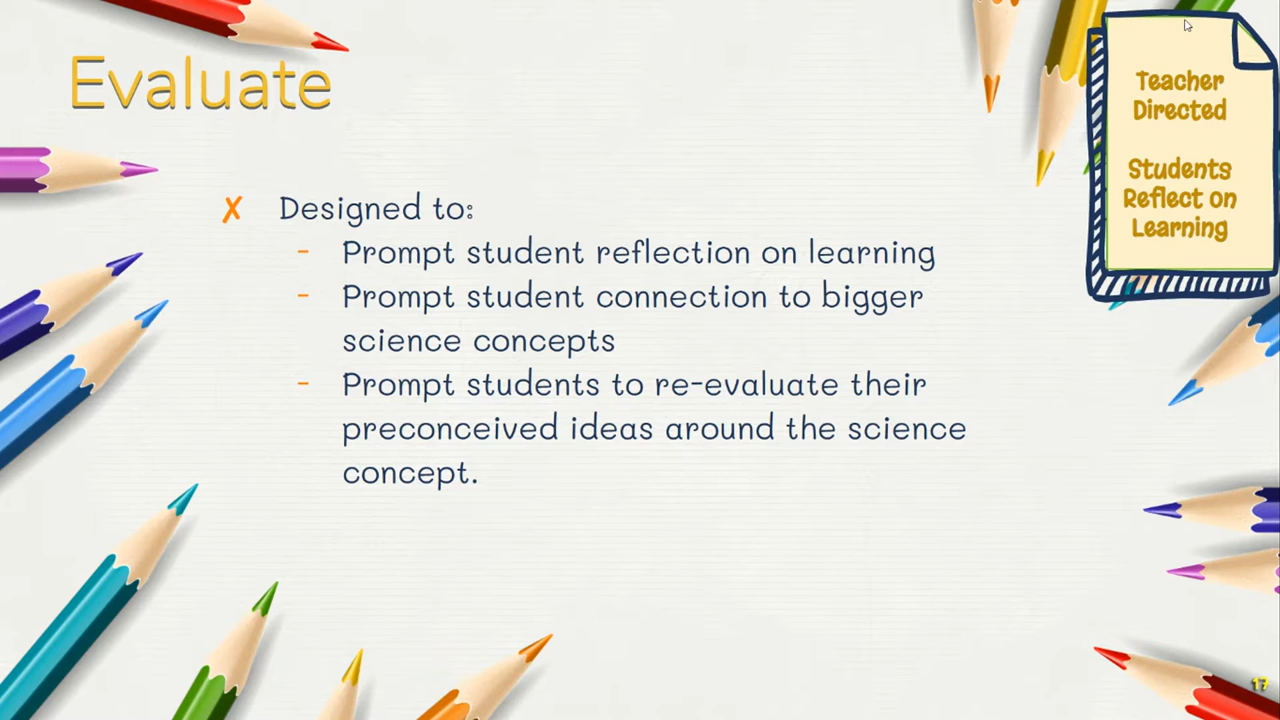 Evaluate
Teacher
Directed
Students
Reflect on
Learning
✗ Designed to:
- Prompt student reflection on learning
- Prompt student connection to bigger
science concepts
- Prompt students to re-evaluate their
preconceived ideas around the science
concept.
17